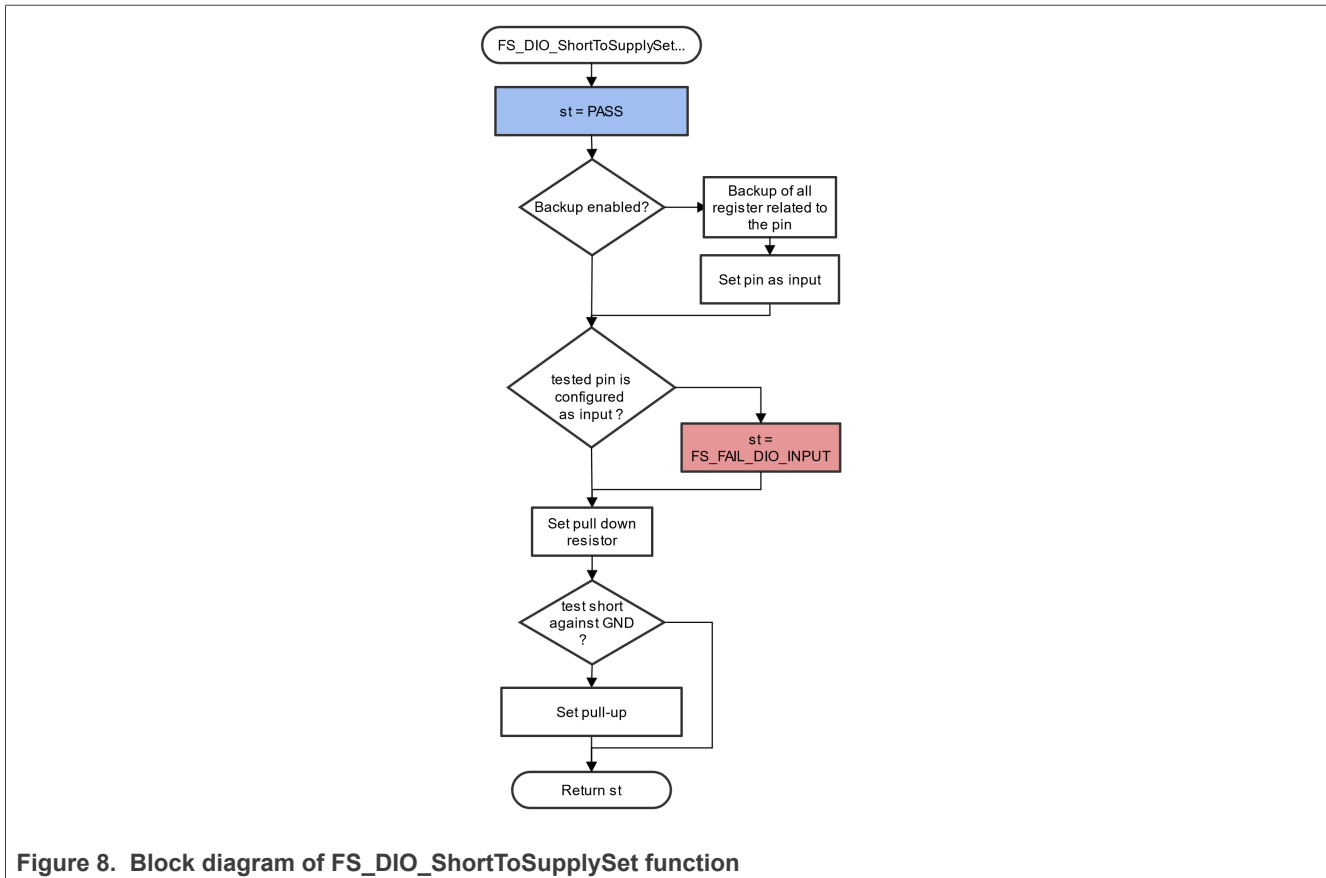 FS_DIO_ShortToSupplySet...
st = PASS
Backup enabled?
Backup of all
register related to
the pin
Set pin as input
tested pin is
configured
as input ?
st =
FS_FAIL_DIO_INPUT
Set pull down
resistor
test short
against GND
?
Set pull-up
Return st
Figure 8. Block diagram of FS_DIO_ShortToSupplySet function